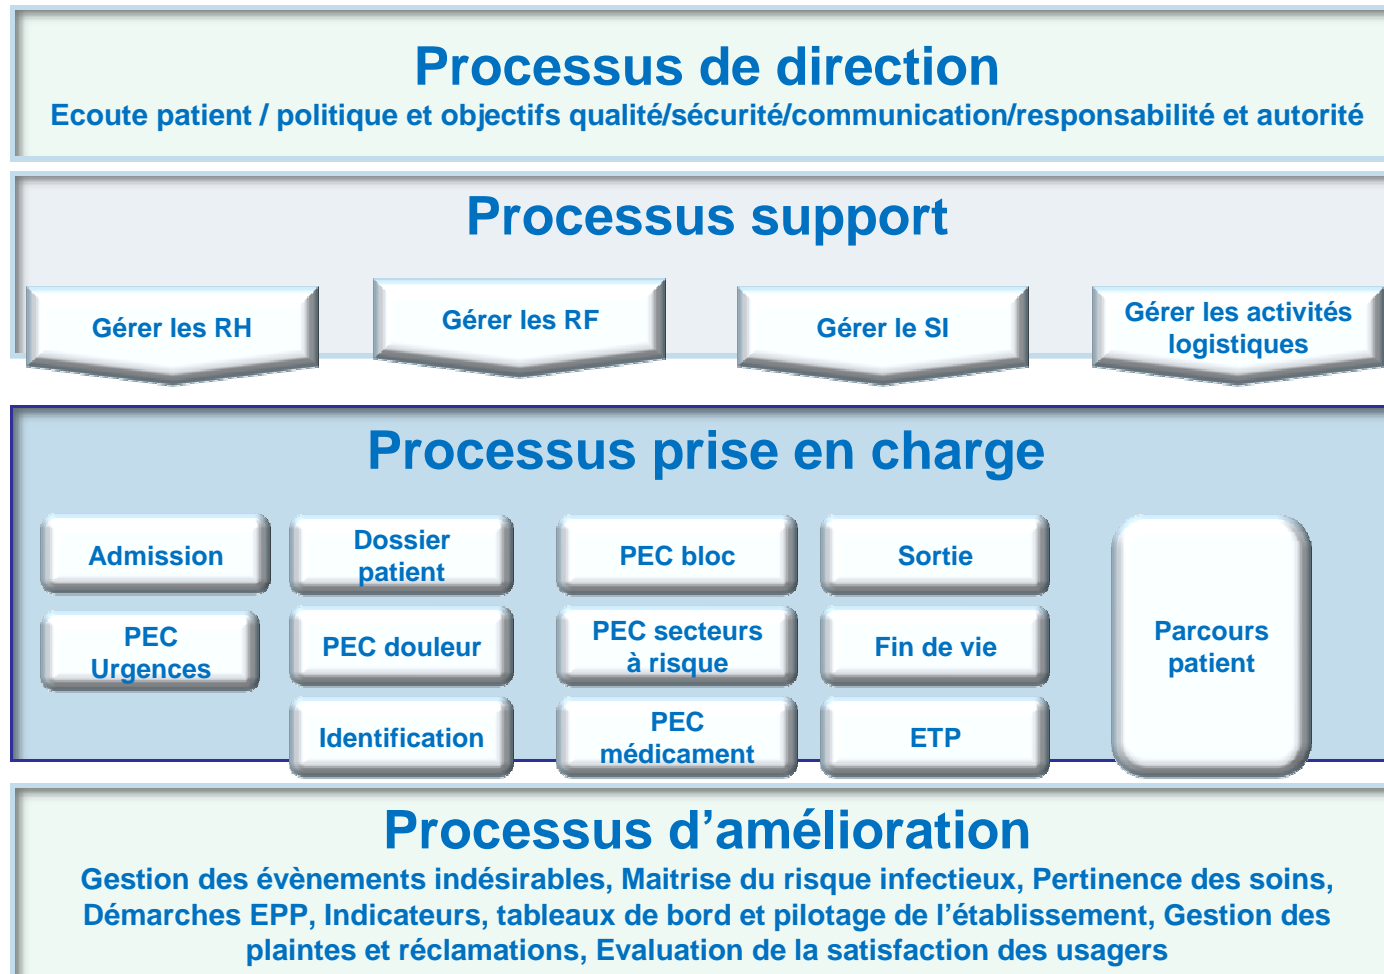 Processus de direction
Ecoute patient / politique et objectifs qualité/sécurité/communication/responsabilité et autorité
Processus support
Gérer les RH
Gérer les RF
Gérer le SI
Gérer les activités
logistiques
Processus prise en charge
Admission
Dossier
patient
PEC bloc
Sortie
PEC
Urgences
PEC douleur
PEC secteurs
à risque
Fin de vie
Parcours
patient
Identification
PEC
médicament
ETP
Processus d’amélioration
Gestion des évènements indésirables, Maitrise du risque infectieux, Pertinence des soins,
Démarches EPP, Indicateurs, tableaux de bord et pilotage de l’établissement, Gestion des
plaintes et réclamations, Evaluation de la satisfaction des usagers